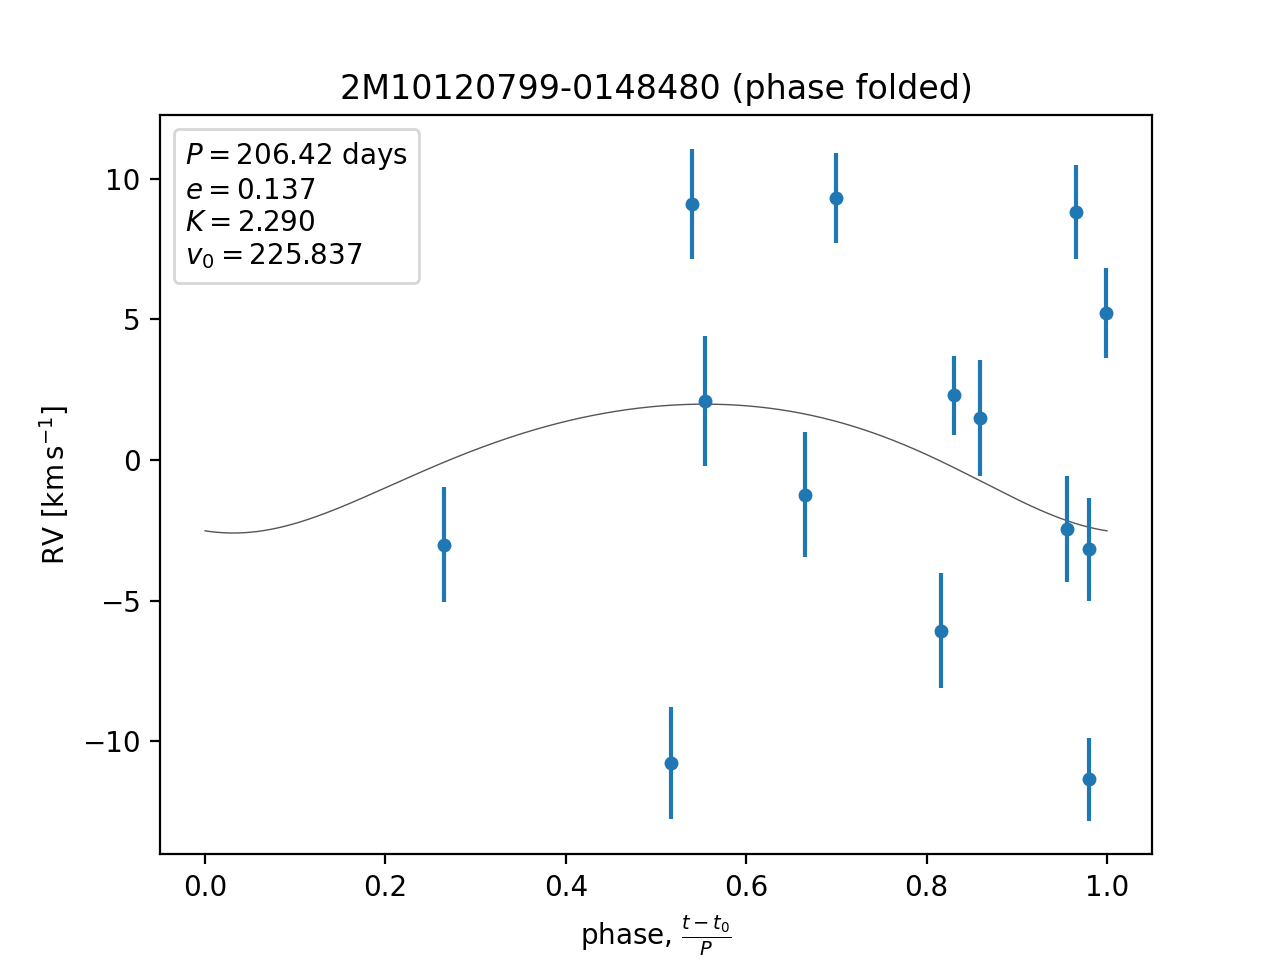 2M10120799-0148480 (phase folded)
P = 206.42 days
e = 0.137
K = 2.290
v₀ = 225.837
10
5
0
−5
−10
RV [km s⁻¹]
0.0 0.2 0.4 0.6 0.8 1.0
phase, (t − t₀)/P